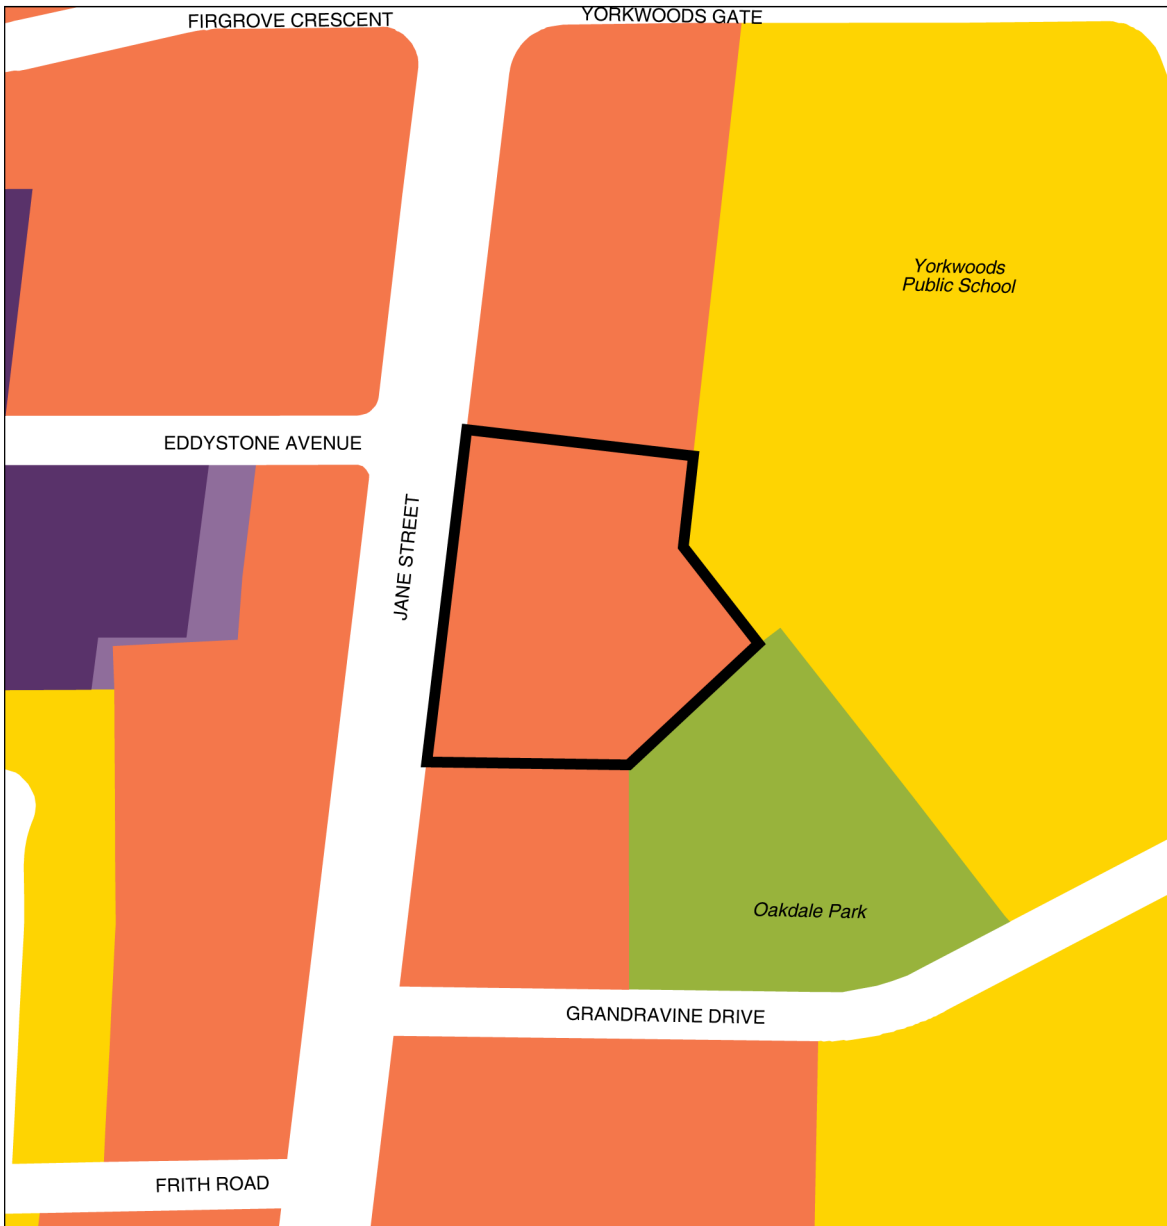 FIRGROVE CRESCENT
YORKWOODS GATE
Yorkwoods
Public School
EDDYSTONE AVENUE
JANE STREET
Oakdale Park
GRANDRAVINE DRIVE
FRITH ROAD